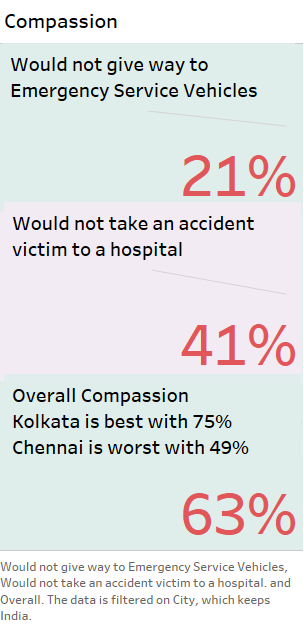 Compassion
Would not give way to
Emergency Service Vehicles
21%
Would not take an accident
victim to a hospital
41%
Overall Compassion
Kolkata is best with 75%
Chennai is worst with 49%
63%
Would not give way to Emergency Service Vehicles,
Would not take an accident victim to a hospital. and
Overall. The data is filtered on City, which keeps
India.